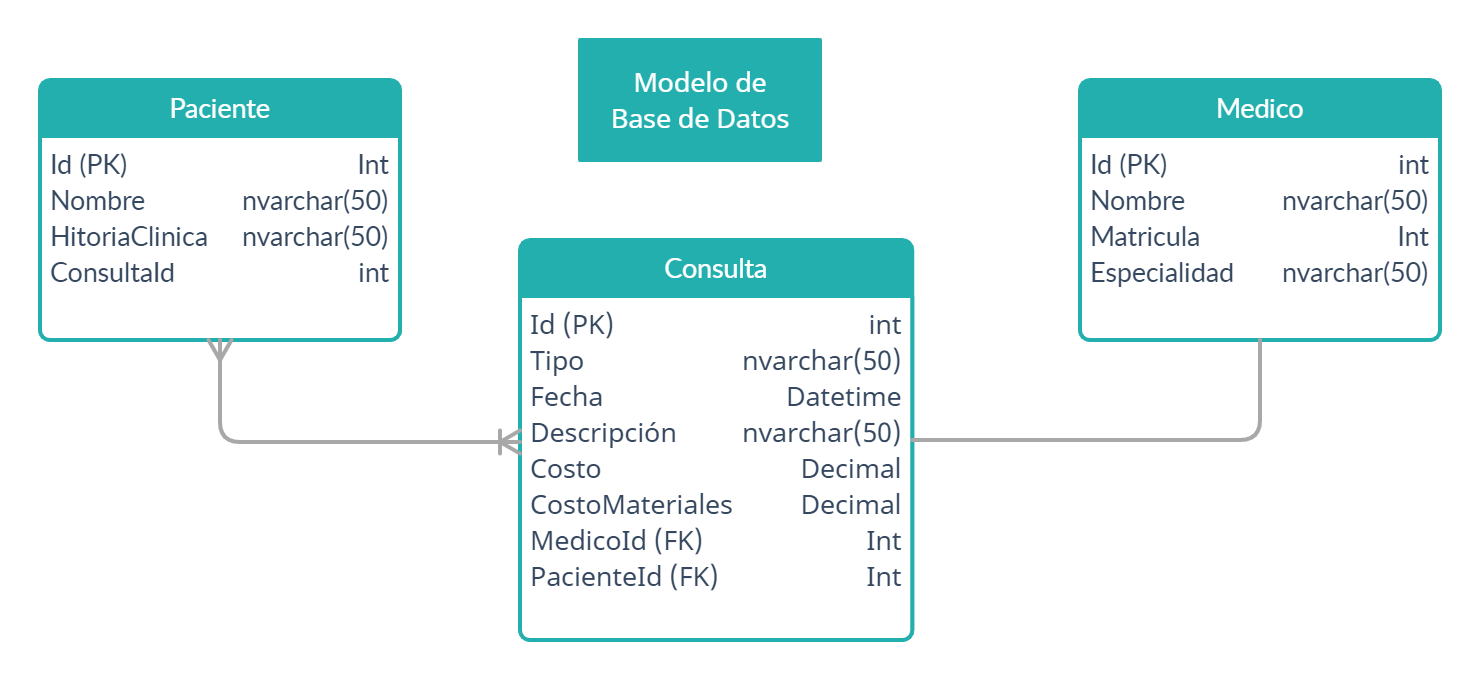 Modelo de
Base de Datos
Paciente
Id (PK) Int
Nombre nvarchar(50)
HitoriaClinica nvarchar(50)
ConsultaId int
Consulta
Id (PK) int
Tipo nvarchar(50)
Fecha Datetime
Descripción nvarchar(50)
Costo Decimal
CostoMateriales Decimal
MedicoId (FK) Int
PacienteId (FK) Int
Medico
Id (PK) int
Nombre nvarchar(50)
Matricula Int
Especialidad nvarchar(50)